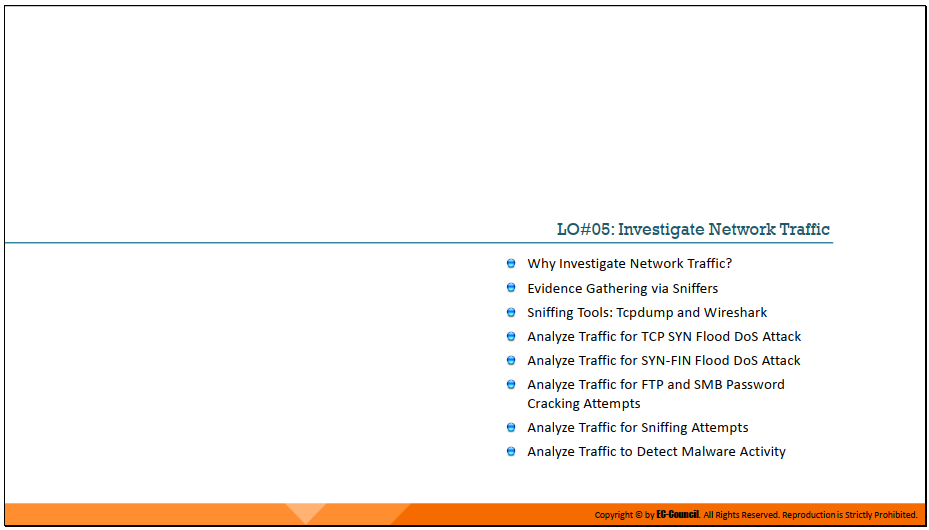 LO#05: Investigate Network Traffic
Why Investigate Network Traffic?
Evidence Gathering via Sniffers
Sniffing Tools: Tcpdump and Wireshark
Analyze Traffic for TCP SYN Flood DoS Attack
Analyze Traffic for SYN-FIN Flood DoS Attack
Analyze Traffic for FTP and SMB Password
Cracking Attempts
Analyze Traffic for Sniffing Attempts
Analyze Traffic to Detect Malware Activity
Copyright © by EC-Council. All Rights Reserved. Reproduction is Strictly Prohibited.